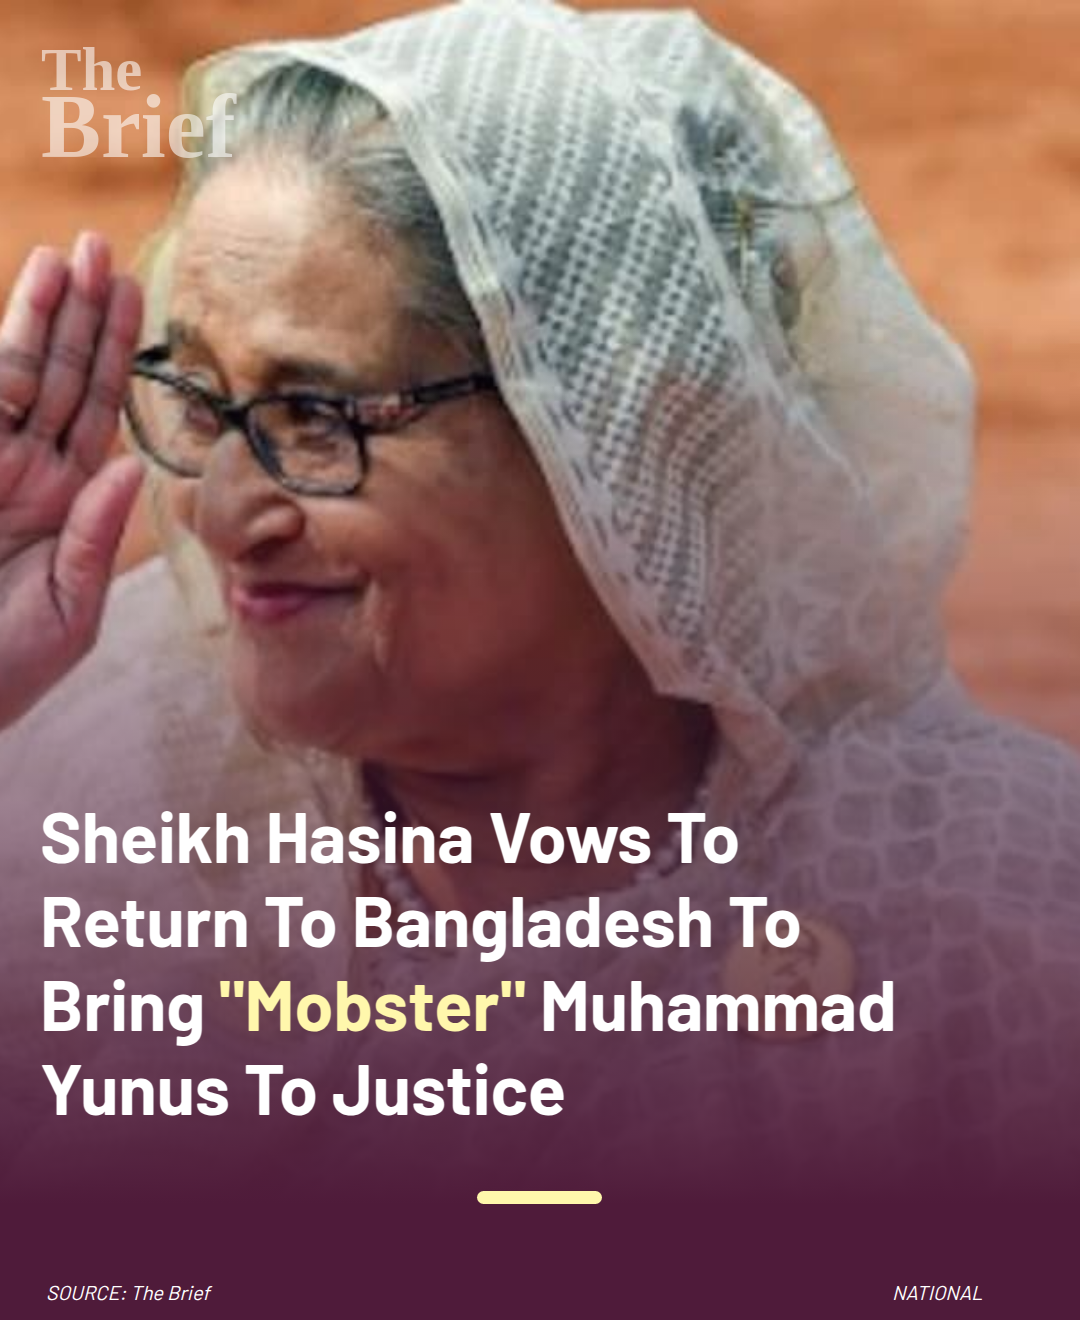 The
Brief
Sheikh Hasina Vows To
Return To Bangladesh To
Bring "Mobster" Muhammad
Yunus To Justice
SOURCE: The Brief
NATIONAL